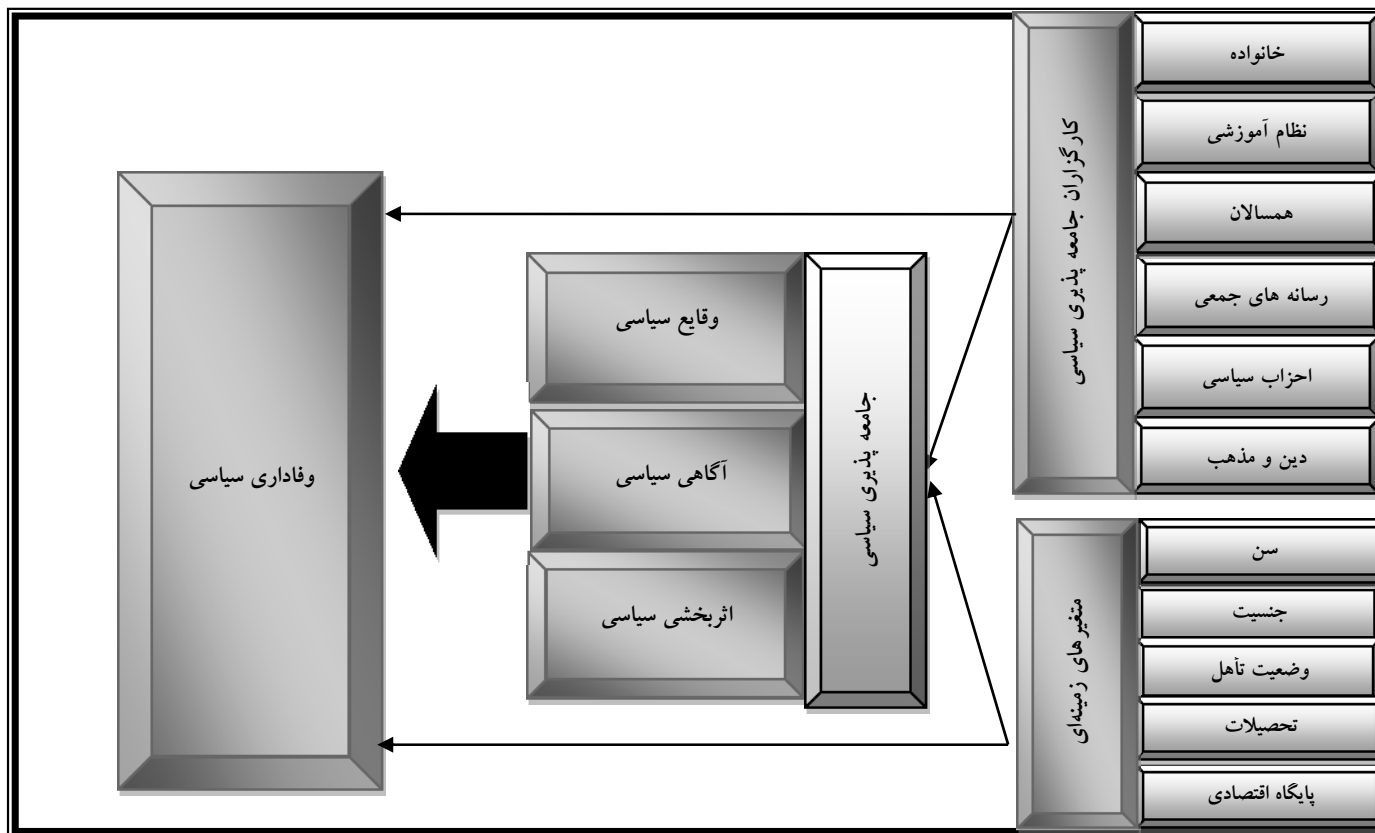 کارگزاران جامعه پذیری سیاسی
خانواده
نظام آموزشی
همسالان
رسانه های جمعی
احزاب سیاسی
دین و مذهب
متغیرهای زمینه‌ای
سن
جنسیت
وضعیت تأهل
تحصیلات
پایگاه اقتصادی
جامعه پذیری سیاسی
وقایع سیاسی
آگاهی سیاسی
اثربخشی سیاسی
وفاداری سیاسی